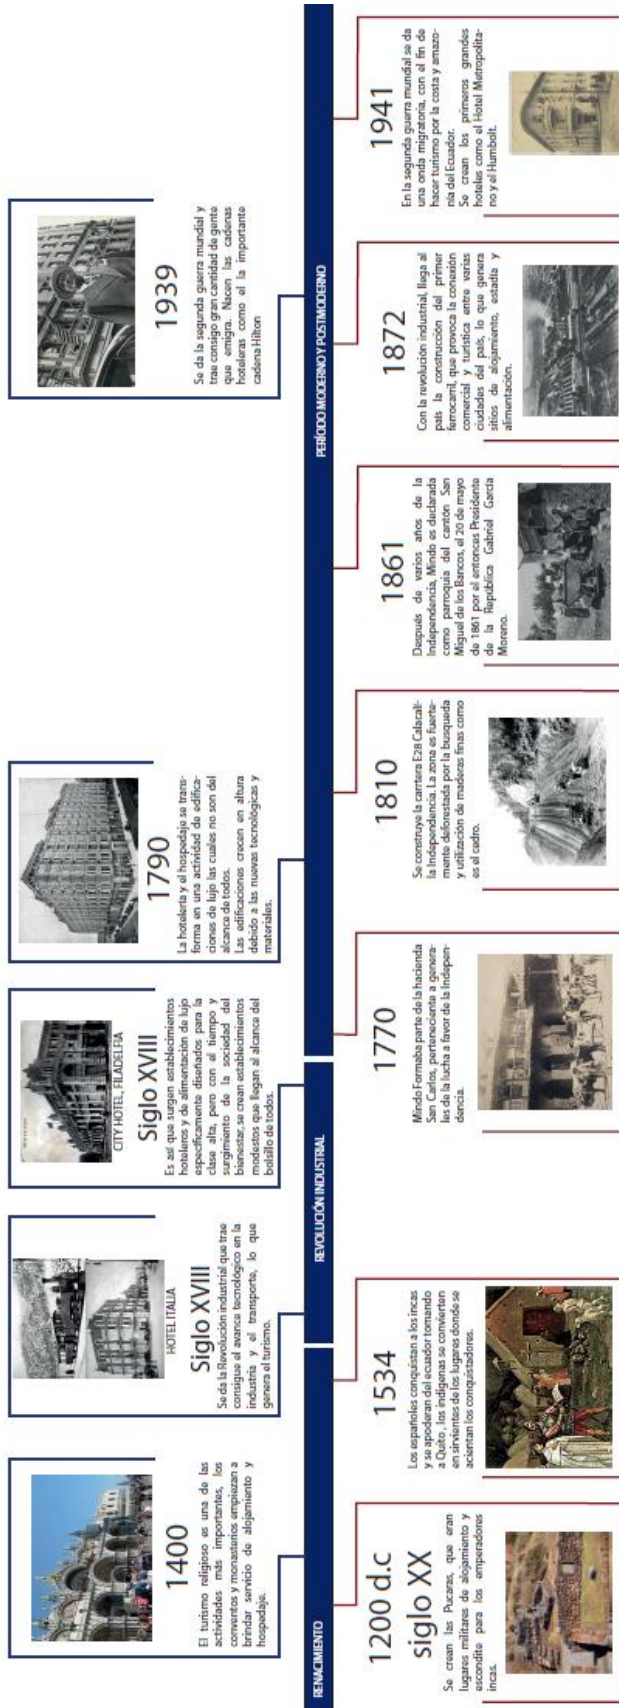 1400
El turismo religioso es una de las
actividades más importantes, los
conventos y monasterios empiezan a
brindar servicio de alojamiento y
hospedaje.
HOTEL ITALIA
Siglo XVIII
Se da la Revolución industrial que trae
consigue el avance tecnológico en la
industria y el transporte, lo que
genera el turismo.
CITY HOTEL, FILADELFIA
Siglo XVIII
Es así que surgen establecimientos
hoteleros y de alimentación de lujo
específicamente diseñados para la
clase alta, pero con el tiempo y
surgimiento de la sociedad del
bienestar, se crean establecimientos
modestos que llegan al alcance del
bolsillo de todos.
1790
La hotelería y el hospedaje se trans-
forma en una actividad de edifica-
ciones de lujo las cuales no son del
alcance de todos.
Las edificaciones crecen en altura
debido a las nuevas tecnológicas y
materiales.
1939
Se da la segunda guerra mundial y
trae consigo gran cantidad de gente
que emigra. Nacen las cadenas
hoteleras como el la importante
cadena Hilton
RENACIMIENTO
REVOLUCIÓN INDUSTRIAL
PERÍODO MODERNO Y POSTMODERNO
1200 d.c
siglo XX
Se crean las Pucaras, que eran
lugares militares de alojamiento y
escondite para los emperadores
incas.
1534
Los españoles conquistan a los incas
y se apoderan del ecuador tomando
a Quito, los indígenas se convierten
en sirvientes de los lugares donde se
acientan los conquistadores.
1770
Mindo Formaba parte de la hacienda
San Carlos, perteneciente a genera-
les de la lucha a favor de la Indepen-
dencia.
1810
Se construye la carrtera E28 Calacali-
la Independencia. La zona es fuerte-
mente deforestada por la busqueda
y utilización de maderas finas como
es el cedro.
1861
Después de varios años de la
Independencia, Mindo es declarada
como parroquia del cantón San
Miguel de los Bancos, el 20 de mayo
de 1861 por el entonces Presidente
de la República Gabriel García
Moreno.
1872
Con la revolución industrial, llega al
país la construcción del primer
ferrocarril, que provoca la conexión
comercial y turística entre varias
ciudades del país, lo que genera
sitios de alojamiento, estadía y
alimentación.
1941
En la segunda guerra mundial se da
una onda migratoria, con el fin de
hacer turismo por la costa y amazo-
nía del Ecuador.
Se crean los primeros grandes
hoteles como el Hotel Metropolita-
no y el Humbolt.